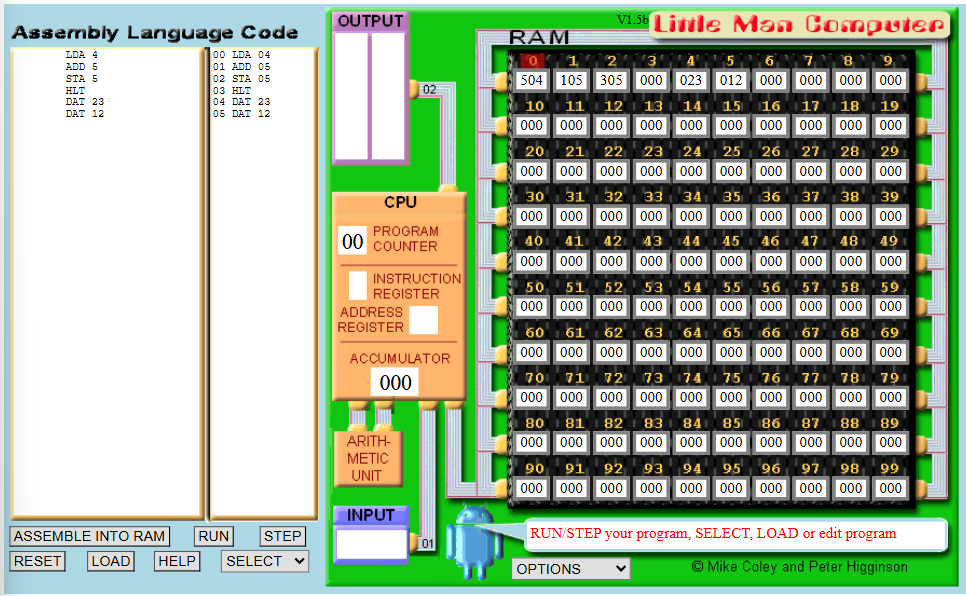 Assembly Language Code
LDA 4
ADD 5
STA 5
HLT
DAT 23
DAT 12
00 LDA 04
01 ADD 05
02 STA 05
03 HLT
04 DAT 23
05 DAT 12
ASSEMBLE INTO RAM RUN STEP
RESET LOAD HELP SELECT
OUTPUT
02
CPU
00 PROGRAM
COUNTER
INSTRUCTION
REGISTER
ADDRESS
REGISTER
ACCUMULATOR
000
ARITH-
METIC
UNIT
INPUT
01
V1.5b
Little Man Computer
RAM
0 1 2 3 4 5 6 7 8 9
504 105 305 000 023 012 000 000 000 000
10 11 12 13 14 15 16 17 18 19
000 000 000 000 000 000 000 000 000 000
20 21 22 23 24 25 26 27 28 29
000 000 000 000 000 000 000 000 000 000
30 31 32 33 34 35 36 37 38 39
000 000 000 000 000 000 000 000 000 000
40 41 42 43 44 45 46 47 48 49
000 000 000 000 000 000 000 000 000 000
50 51 52 53 54 55 56 57 58 59
000 000 000 000 000 000 000 000 000 000
60 61 62 63 64 65 66 67 68 69
000 000 000 000 000 000 000 000 000 000
70 71 72 73 74 75 76 77 78 79
000 000 000 000 000 000 000 000 000 000
80 81 82 83 84 85 86 87 88 89
000 000 000 000 000 000 000 000 000 000
90 91 92 93 94 95 96 97 98 99
000 000 000 000 000 000 000 000 000 000
RUN/STEP your program, SELECT, LOAD or edit program
OPTIONS
© Mike Coley and Peter Higginson